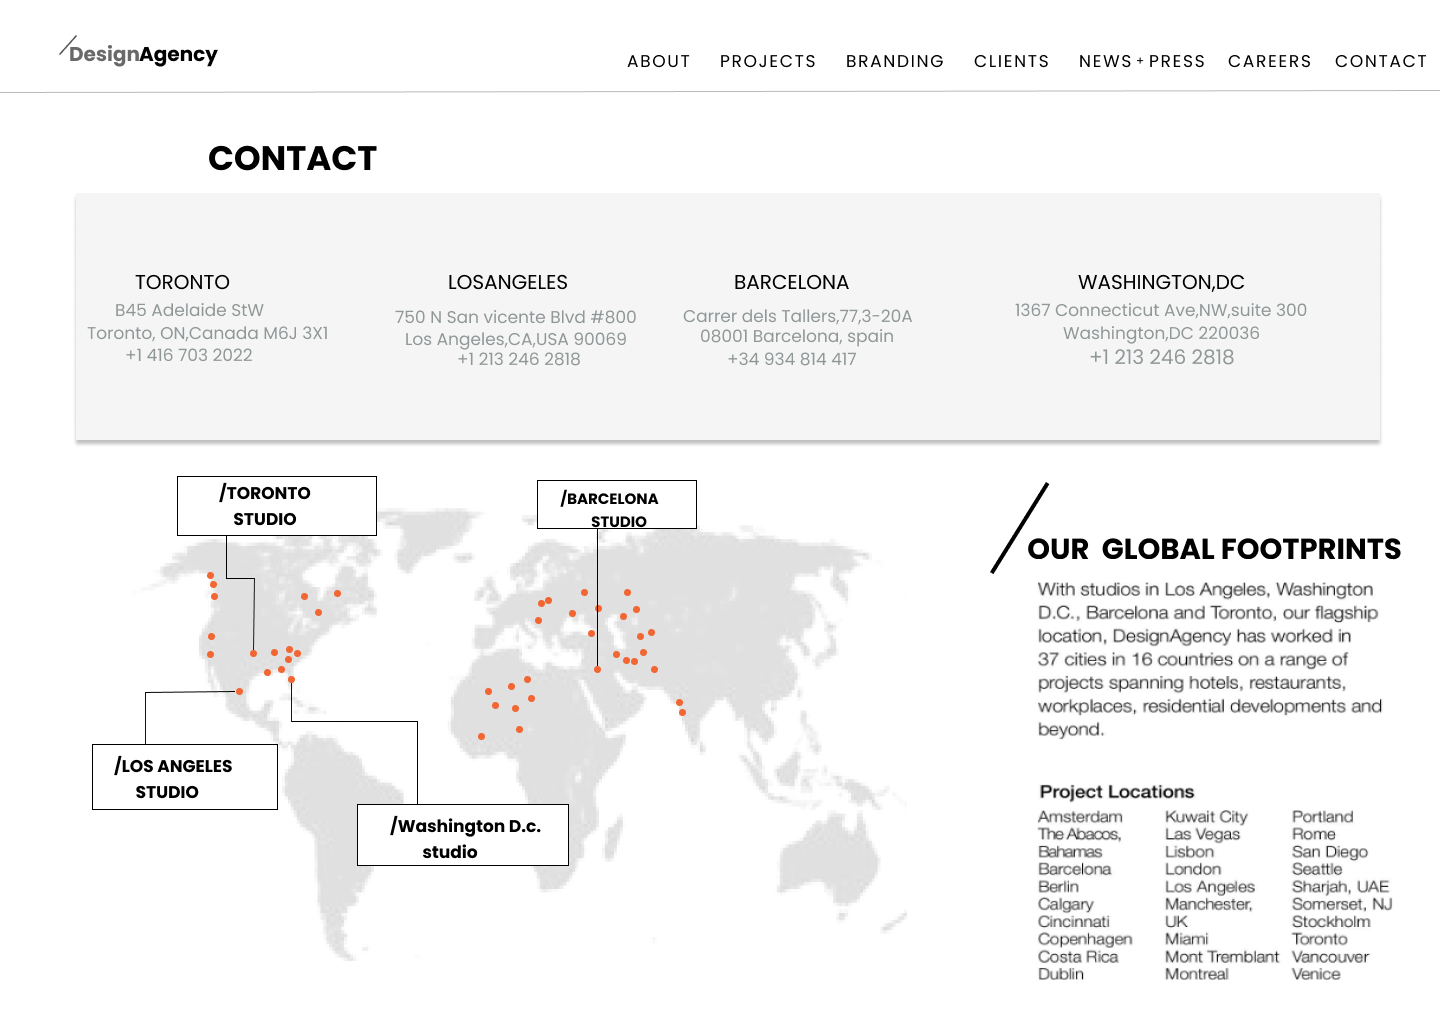 DesignAgency
ABOUT PROJECTS BRANDING CLIENTS NEWS + PRESS CAREERS CONTACT
CONTACT
TORONTO
B45 Adelaide StW
Toronto, ON,Canada M6J 3X1
+1 416 703 2022
LOSANGELES
750 N San vicente Blvd #800
Los Angeles,CA,USA 90069
+1 213 246 2818
BARCELONA
Carrer dels Tallers,77,3-20A
08001 Barcelona, spain
+34 934 814 417
WASHINGTON,DC
1367 Connecticut Ave,NW,suite 300
Washington,DC 220036
+1 213 246 2818
/TORONTO
STUDIO
/BARCELONA
STUDIO
/LOS ANGELES
STUDIO
/Washington D.c.
studio
OUR GLOBAL FOOTPRINTS
With studios in Los Angeles, Washington
D.C., Barcelona and Toronto, our flagship
location, DesignAgency has worked in
37 cities in 16 countries on a range of
projects spanning hotels, restaurants,
workplaces, residential developments and
beyond.
Project Locations
Amsterdam
The Abacos,
Bahamas
Barcelona
Berlin
Calgary
Cincinnati
Copenhagen
Costa Rica
Dublin
Kuwait City
Las Vegas
Lisbon
London
Los Angeles
Manchester,
UK
Miami
Mont Tremblant
Montreal
Portland
Rome
San Diego
Seattle
Sharjah, UAE
Somerset, NJ
Stockholm
Toronto
Vancouver
Venice